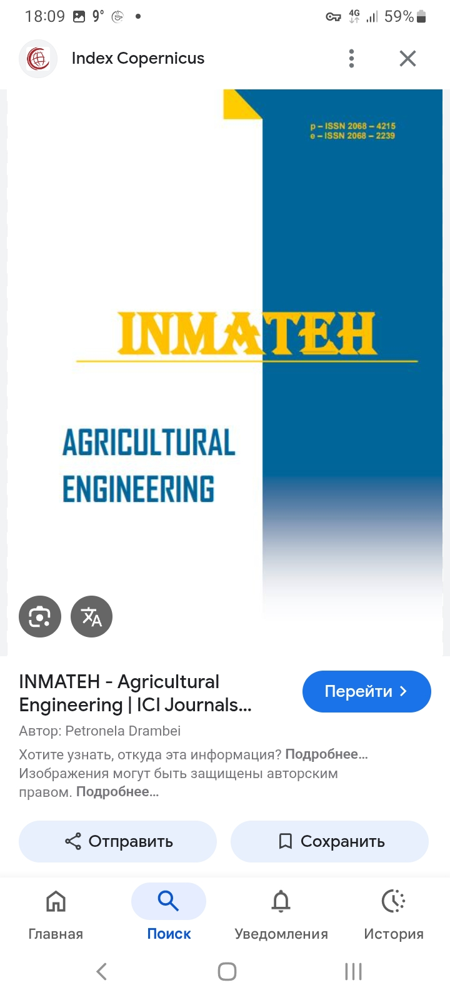 18:09 9° 4G 59%
Index Copernicus
p – ISSN 2068 – 4215
e – ISSN 2068 – 2239
INMATEH
AGRICULTURAL
ENGINEERING
INMATEH - Agricultural
Engineering | ICI Journals...
Перейти
Автор: Petronela Drambei
Хотите узнать, откуда эта информация? Подробнее...
Изображения могут быть защищены авторским
правом. Подробнее...
Отправить
Сохранить
Главная
Поиск
Уведомления
История